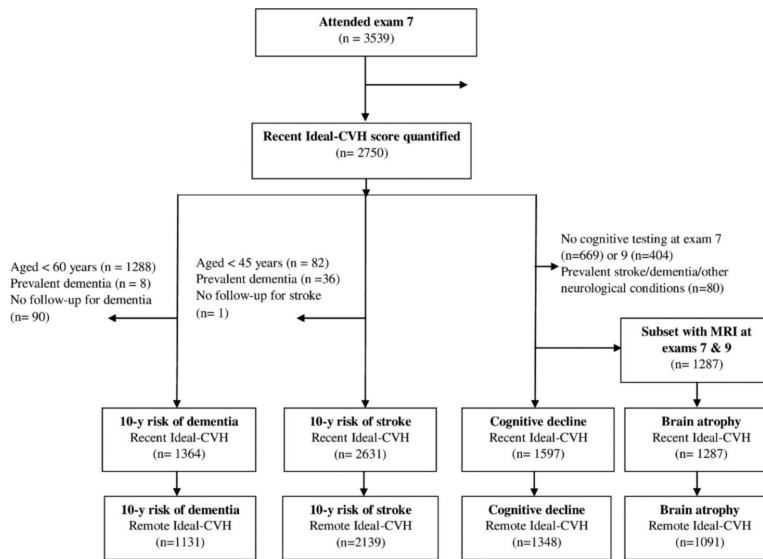 Attended exam 7
(n = 3539)
Recent Ideal-CVH score quantified
(n= 2750)
Aged < 60 years (n = 1288)
Prevalent dementia (n = 8)
No follow-up for dementia
(n= 90)
Aged < 45 years (n = 82)
Prevalent dementia (n =36)
No follow-up for stroke
(n= 1)
No cognitive testing at exam 7
(n=669) or 9 (n=404)
Prevalent stroke/dementia/other
neurological conditions (n=80)
Subset with MRI at
exams 7 & 9
(n= 1287)
10-y risk of dementia
Recent Ideal-CVH
(n= 1364)
10-y risk of stroke
Recent Ideal-CVH
(n= 2631)
Cognitive decline
Recent Ideal-CVH
(n= 1597)
Brain atrophy
Recent Ideal-CVH
(n= 1287)
10-y risk of dementia
Remote Ideal-CVH
(n=1131)
10-y risk of stroke
Remote Ideal-CVH
(n=2139)
Cognitive decline
Remote Ideal-CVH
(n=1348)
Brain atrophy
Remote Ideal-CVH
(n=1091)